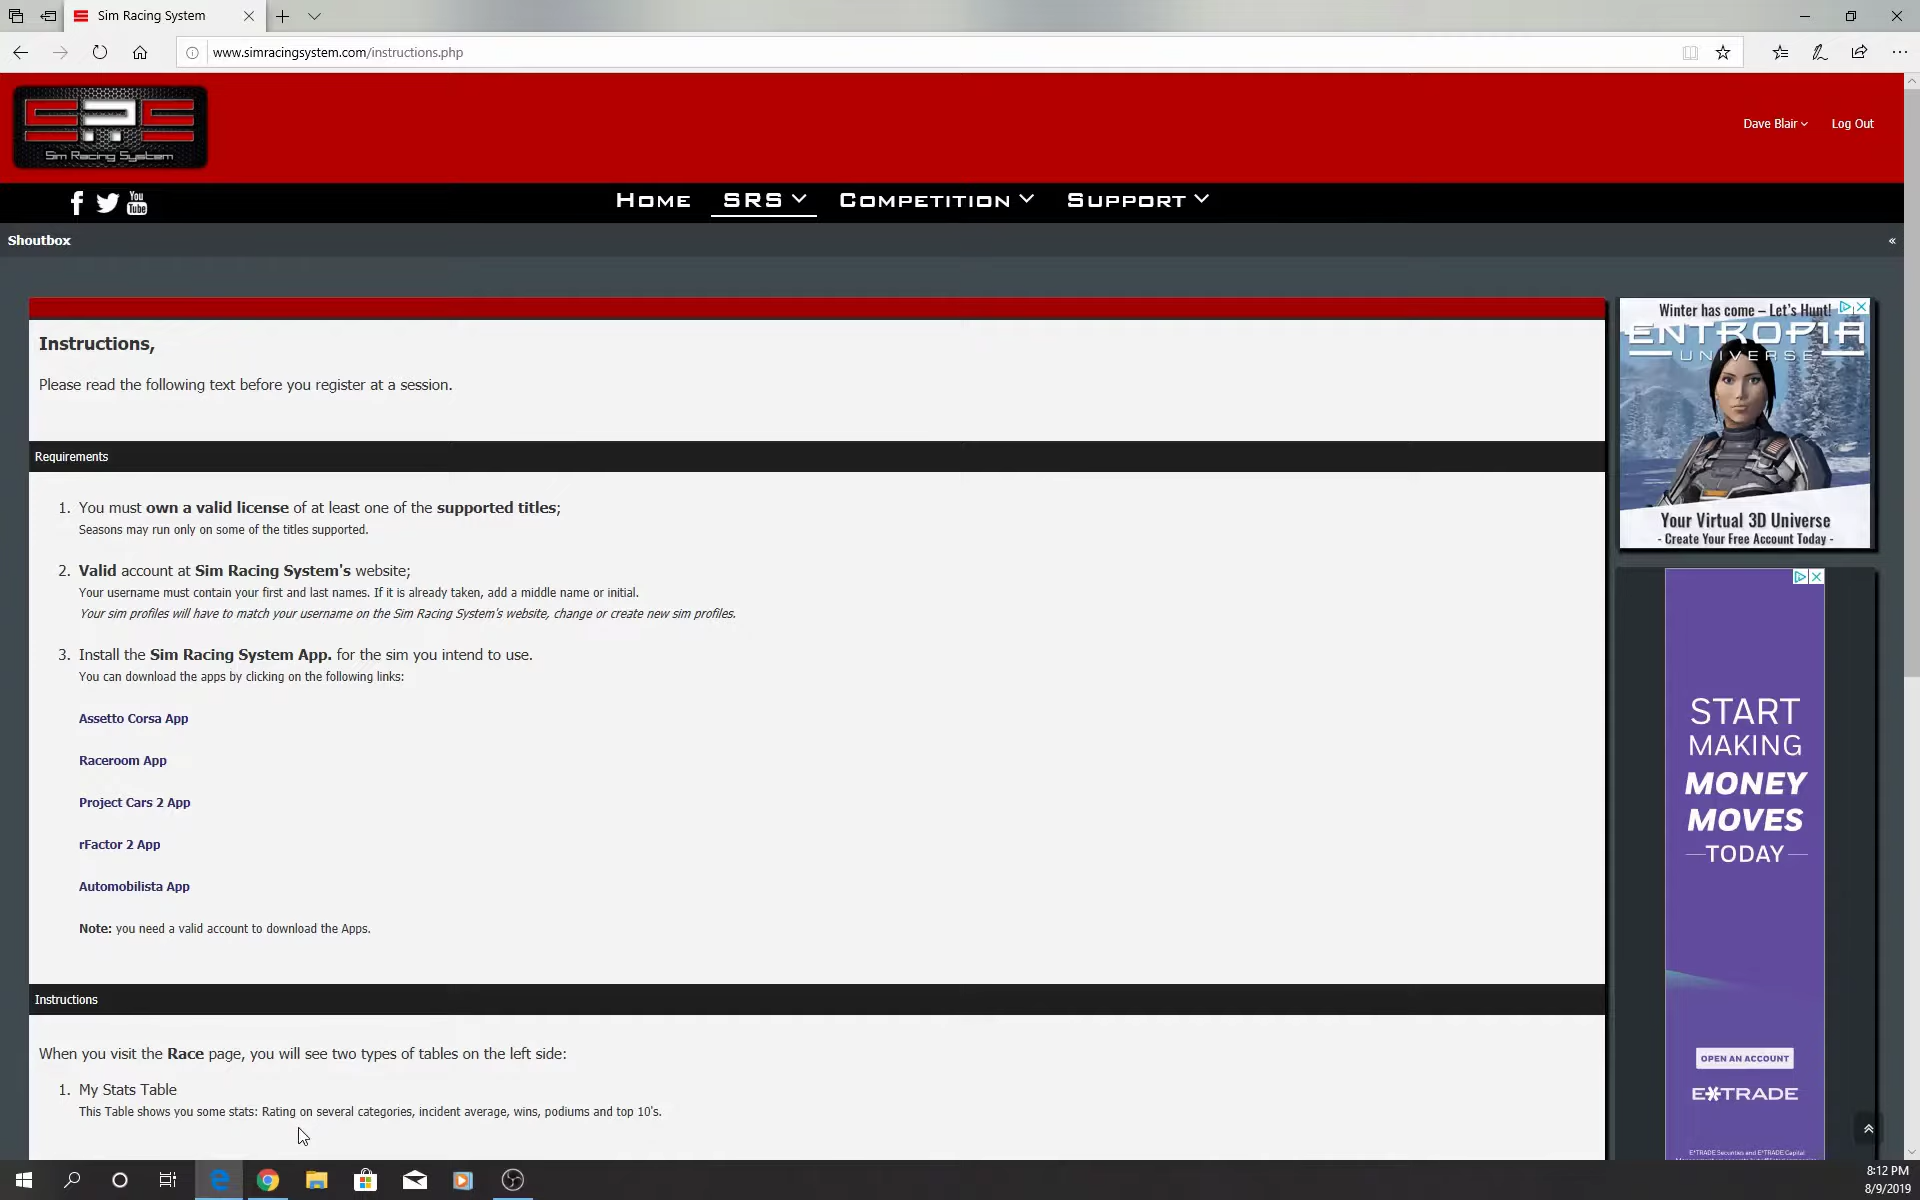 Sim Racing System
www.simracingsystem.com/instructions.php
SRS
Sim Racing System
Dave Blair
Log Out
You
Tube
Home
SRS
Competition
Support
Shoutbox
«
Instructions,
Please read the following text before you register at a session.
Requirements
1. You must own a valid license of at least one of the supported titles;
Seasons may run only on some of the titles supported.
2. Valid account at Sim Racing System's website;
Your username must contain your first and last names. If it is already taken, add a middle name or initial.
Your sim profiles will have to match your username on the Sim Racing System's website, change or create new sim profiles.
3. Install the Sim Racing System App. for the sim you intend to use.
You can download the apps by clicking on the following links:
Assetto Corsa App
Raceroom App
Project Cars 2 App
rFactor 2 App
Automobilista App
Note: you need a valid account to download the Apps.
Instructions
When you visit the Race page, you will see two types of tables on the left side:
1. My Stats Table
This Table shows you some stats: Rating on several categories, incident average, wins, podiums and top 10's.
Winter has come – Let's Hunt!
ENTROPIA
UNIVERSE
Your Virtual 3D Universe
- Create Your Free Account Today -
START
MAKING
MONEY
MOVES
TODAY
OPEN AN ACCOUNT
E*TRADE
E*TRADE Securities and E*TRADE Capital
8:12 PM
8/9/2019